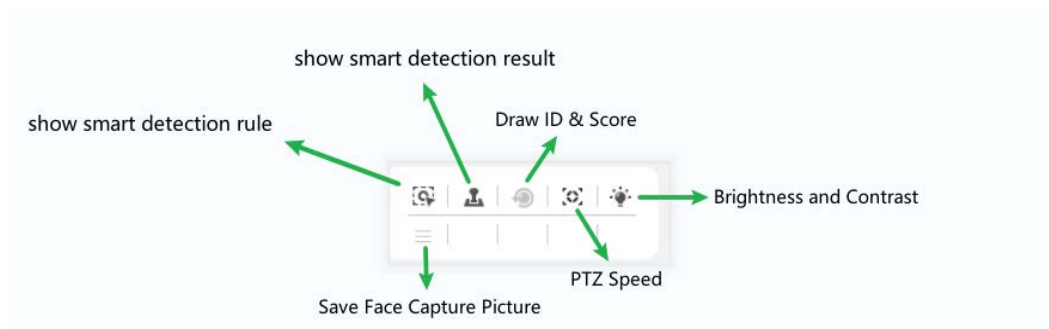 show smart detection result
Draw ID & Score
show smart detection rule
Brightness and Contrast
PTZ Speed
Save Face Capture Picture